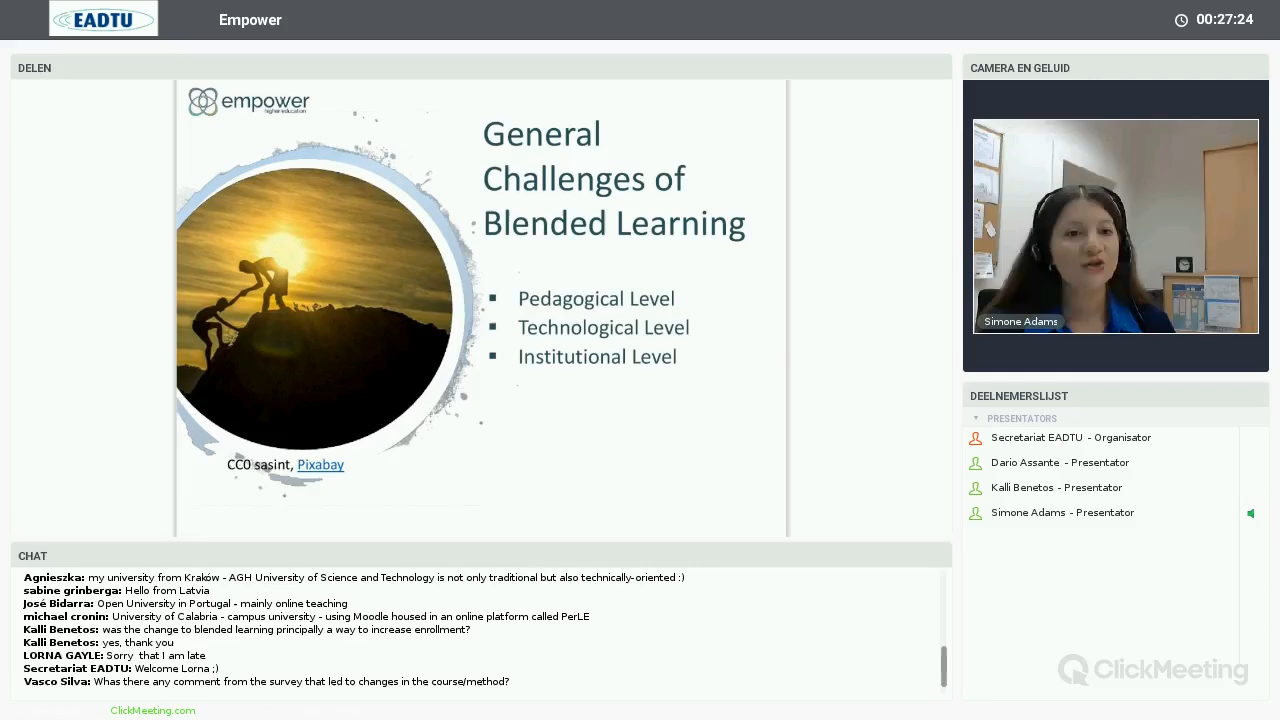 EADTU
Empower
00:27:24
DELEN
empower
higher education
General
Challenges of
Blended Learning
▪ Pedagogical Level
▪ Technological Level
▪ Institutional Level
CC0 sasint, Pixabay
CAMERA EN GELUID
Simone Adams
DEELNEMERSLIJST
PRESENTATORS
Secretariat EADTU - Organisator
Dario Assante - Presentator
Kalli Benetos - Presentator
Simone Adams - Presentator
CHAT
Agnieszka: my university from Kraków - AGH University of Science and Technology is not only traditional but also technically-oriented :)
sabine grinberga: Hello from Latvia
José Bidarra: Open University in Portugal - mainly online teaching
michael cronin: University of Calabria - campus university - using Moodle housed in an online platform called PerLE
Kalli Benetos: was the change to blended learning principally a way to increase enrollment?
Kalli Benetos: yes, thank you
LORNA GAYLE: Sorry that I am late
Secretariat EADTU: Welcome Lorna ;)
Vasco Silva: Whas there any comment from the survey that led to changes in the course/method?
ClickMeeting
ClickMeeting.com